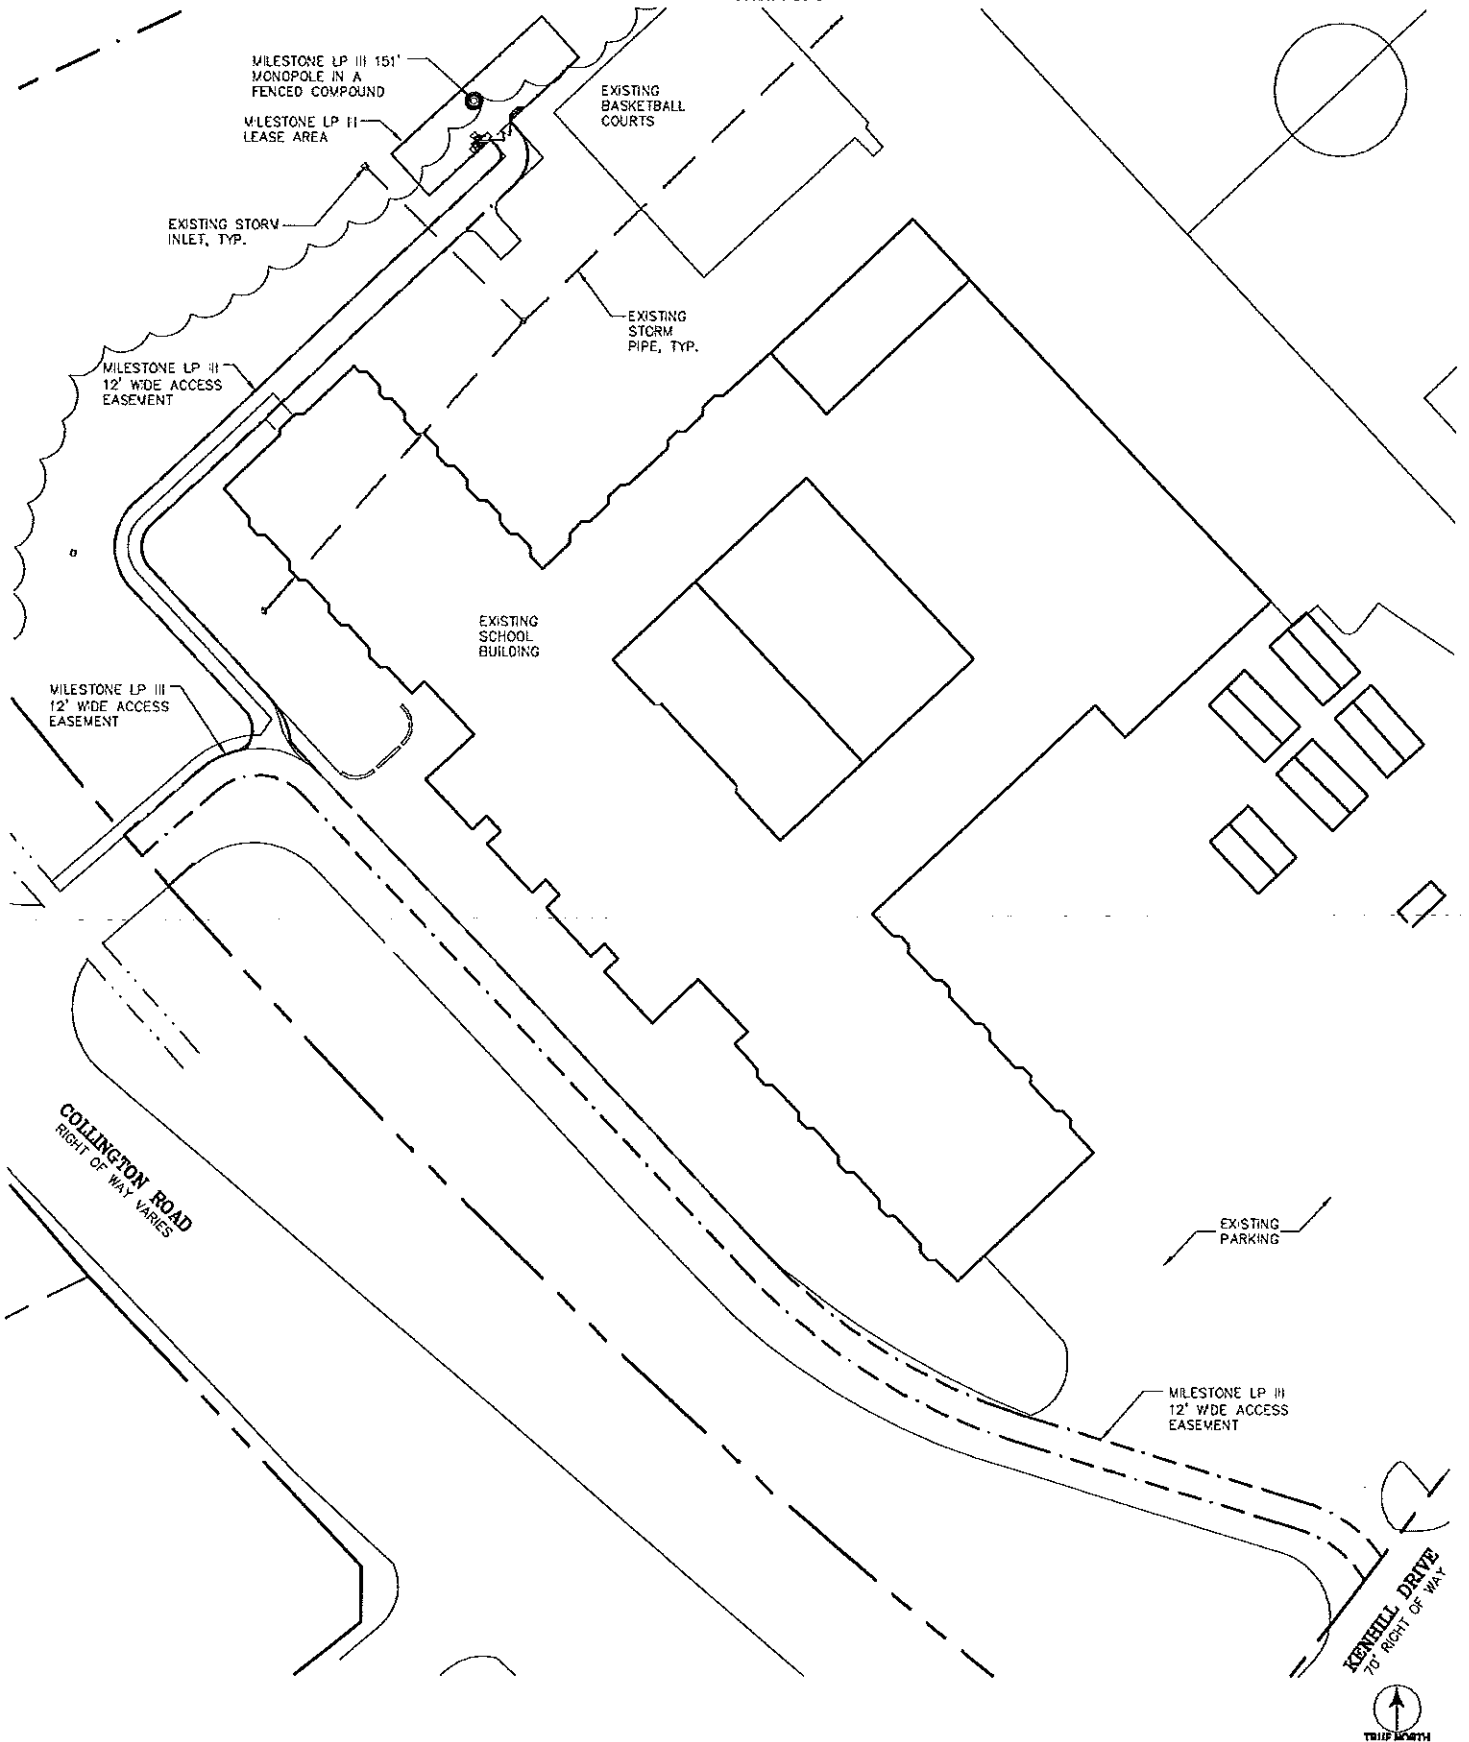 MILESTONE LP III 151'
MONOPOLE IN A
FENCED COMPOUND
MILESTONE LP III
LEASE AREA
EXISTING
BASKETBALL
COURTS
EXISTING STORM
INLET, TYP.
EXISTING
STORM
PIPE, TYP.
MILESTONE LP III
12' WIDE ACCESS
EASEMENT
EXISTING
SCHOOL
BUILDING
MILESTONE LP III
12' WIDE ACCESS
EASEMENT
COLLINGTON ROAD
RIGHT OF WAY VARIES
EXISTING
PARKING
MILESTONE LP III
12' WIDE ACCESS
EASEMENT
KENHILL DRIVE
70' RIGHT OF WAY
TRUE NORTH